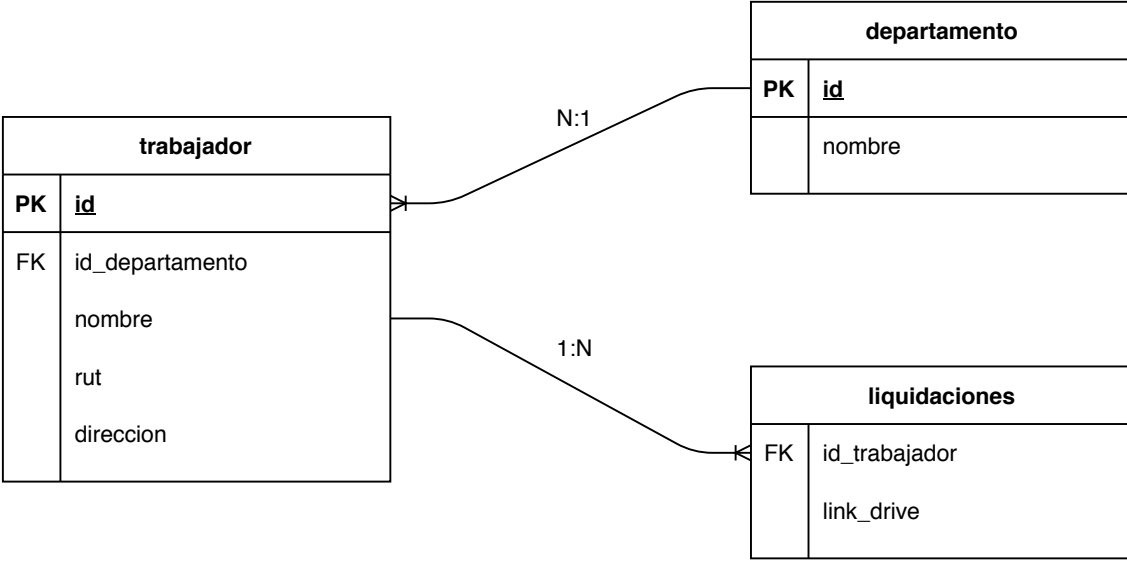 departamento
PK id
nombre
N:1
trabajador
PK id
FK id_departamento
nombre
rut
direccion
1:N
liquidaciones
FK id_trabajador
link_drive